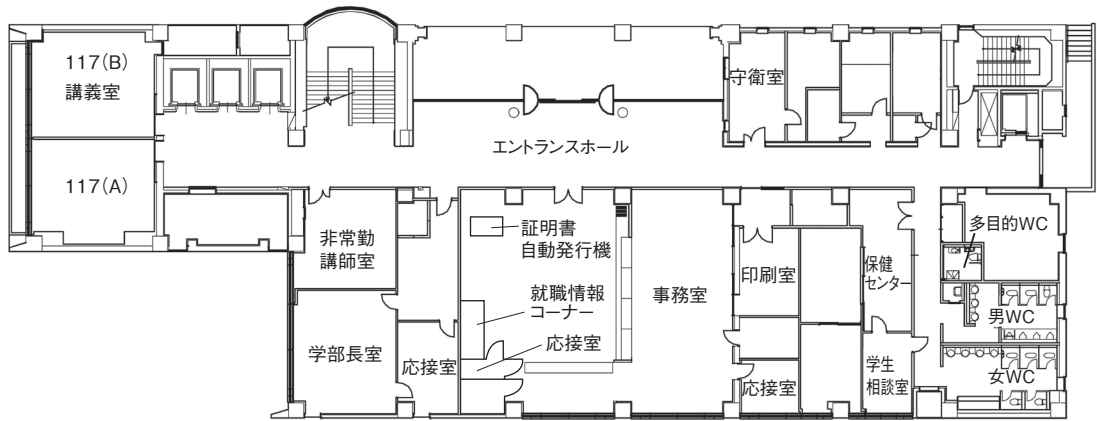 117(B)
講義室
守衛室
エントランスホール
117(A)
非常勤
講師室
証明書
自動発行機
就職情報
コーナー
事務室
印刷室
保健
センター
多目的WC
男WC
学部長室
応接室
応接室
応接室
学生
相談室
女WC